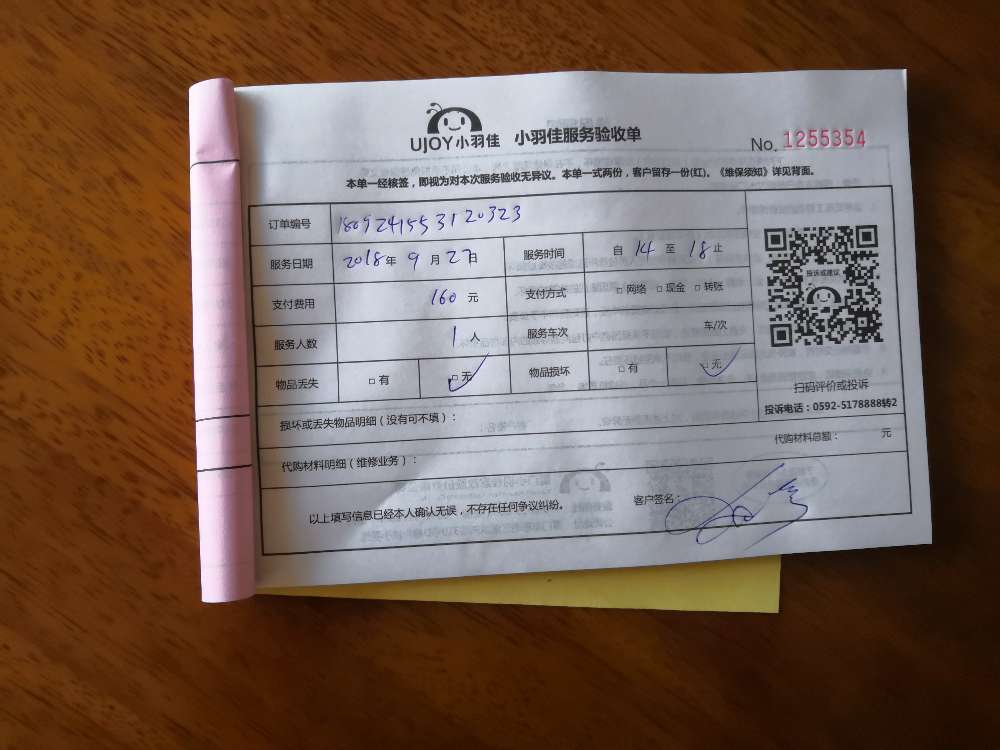 UJOY小羽佳 小羽佳服务验收单
No. 1255354
本单一经核签，即视为对本次服务验收无异议。本单一式两份，客户留存一份(红)。《维保须知》详见背面。
订单编号 18092415531 20323
服务日期 2018年 9 月 27日 服务时间 自 14 至 18 止
支付费用 160 元 支付方式 □ 网络 □ 现金 □ 转账
服务人数 1 人 服务车次 车/次
物品丢失 □ 有 □ 无 物品损坏 □ 有 □ 无
投诉或建议
扫码评价或投诉
投诉电话：0592-5178888转2
损坏或丢失物品明细（没有可不填）：
代购材料明细（维修业务）： 代购材料总额： 元
以上填写信息已经本人确认无误，不存在任何争议纠纷。 客户签名：